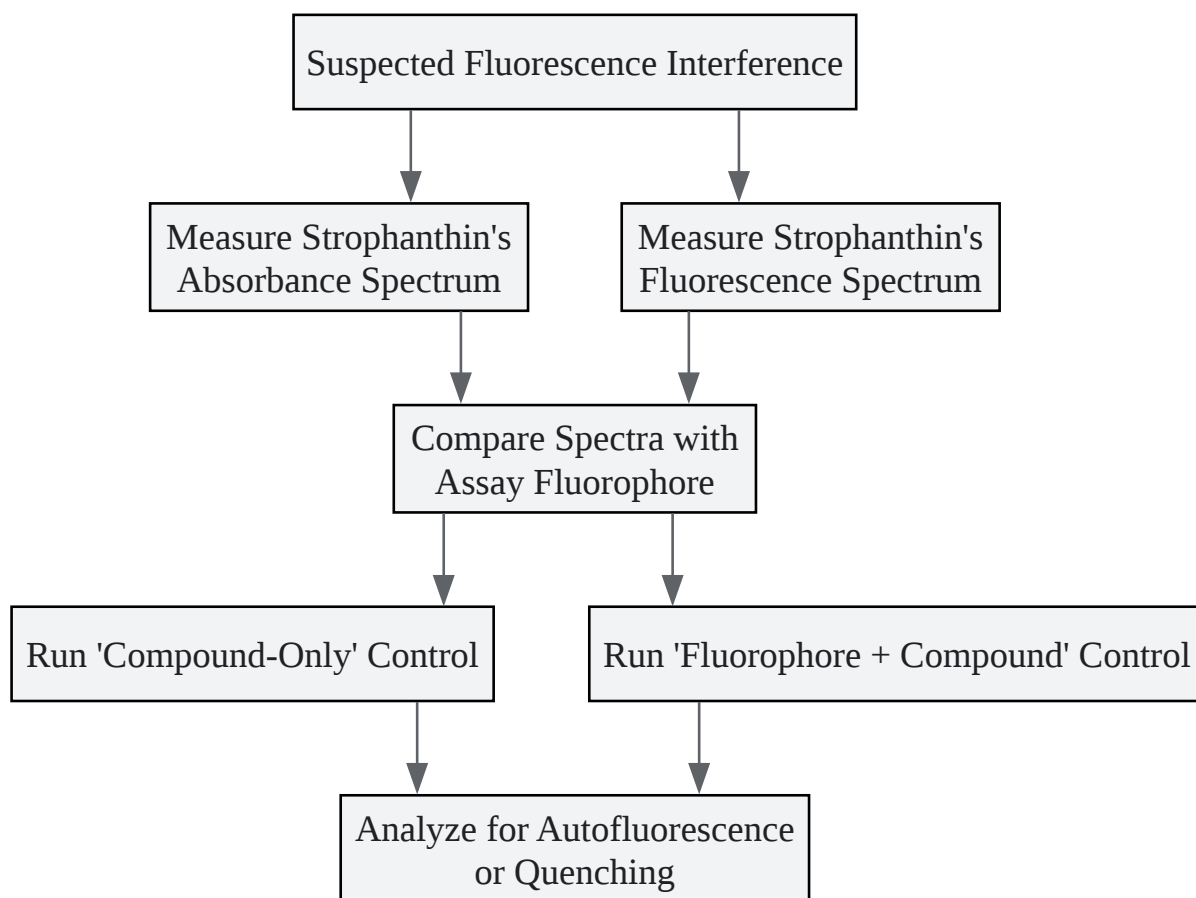 Suspected Fluorescence Interference
Measure Strophanthin's
Absorbance Spectrum
Measure Strophanthin's
Fluorescence Spectrum
Compare Spectra with
Assay Fluorophore
Run 'Compound-Only' Control
Run 'Fluorophore + Compound' Control
Analyze for Autofluorescence
or Quenching